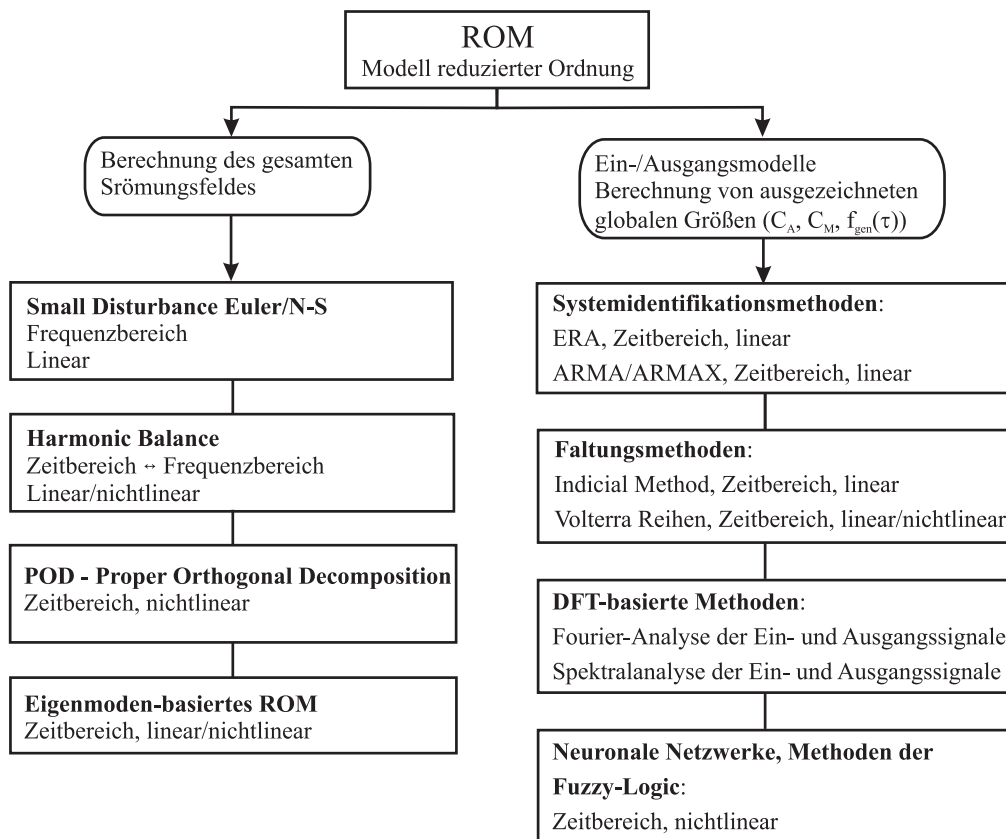 ROM
Modell reduzierter Ordnung
Berechnung des gesamten
Srömungsfeldes
Small Disturbance Euler/N-S
Frequenzbereich
Linear
Harmonic Balance
Zeitbereich ↔ Frequenzbereich
Linear/nichtlinear
POD - Proper Orthogonal Decomposition
Zeitbereich, nichtlinear
Eigenmoden-basiertes ROM
Zeitbereich, linear/nichtlinear
Ein-/Ausgangsmodelle
Berechnung von ausgezeichneten
globalen Größen (C_A, C_M, f_gen(τ))
Systemidentifikationsmethoden:
ERA, Zeitbereich, linear
ARMA/ARMAX, Zeitbereich, linear
Faltungsmethoden:
Indicial Method, Zeitbereich, linear
Volterra Reihen, Zeitbereich, linear/nichtlinear
DFT-basierte Methoden:
Fourier-Analyse der Ein- und Ausgangssignale
Spektralanalyse der Ein- und Ausgangssignale
Neuronale Netzwerke, Methoden der
Fuzzy-Logic:
Zeitbereich, nichtlinear